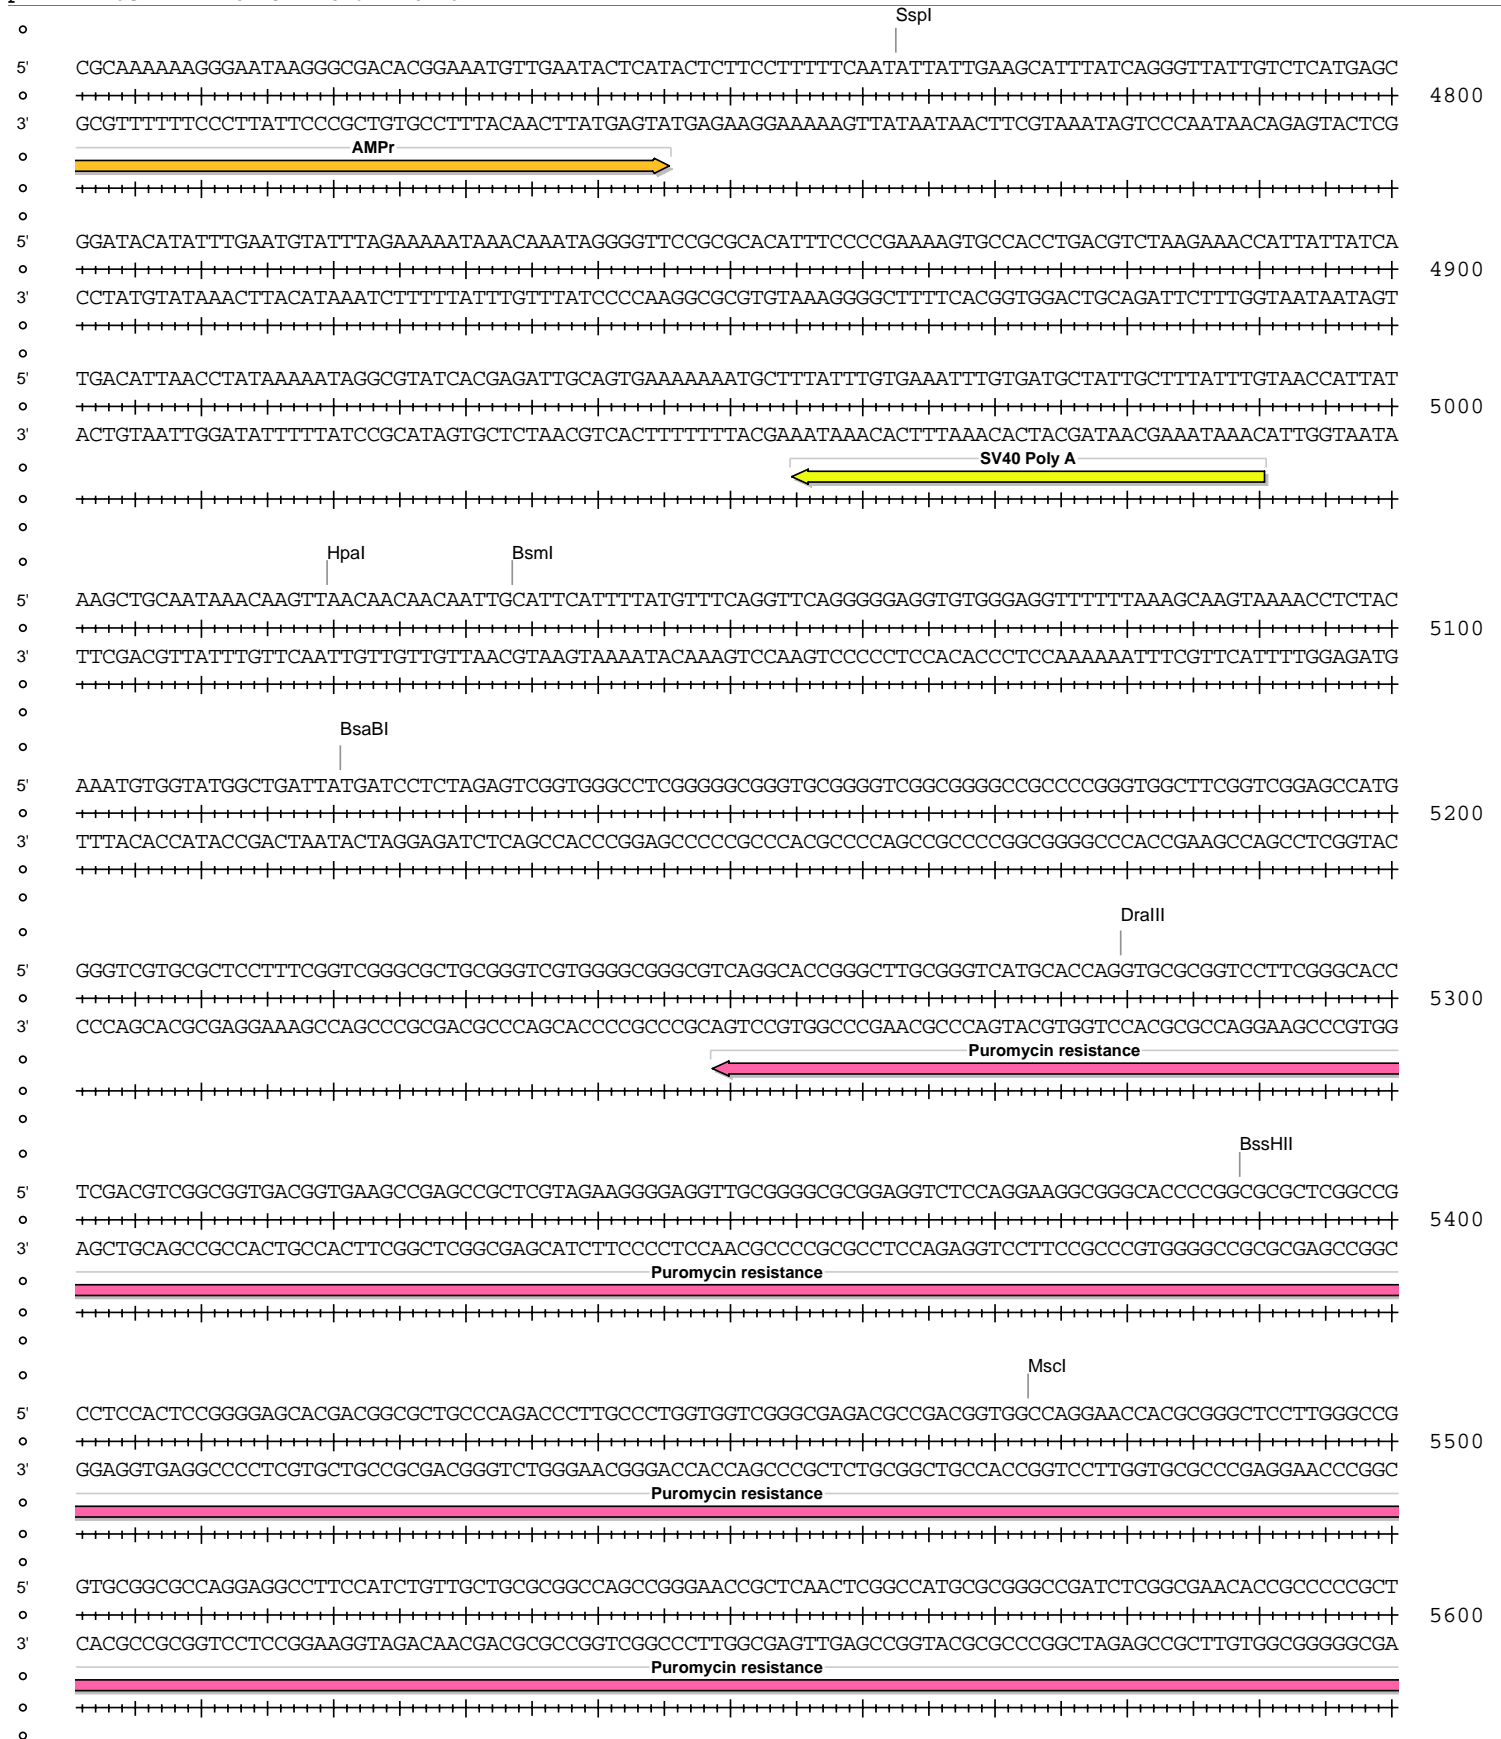 SspI
5' CGCAAAAAAGGGAATAAGGGCGACACGGAAATGTTGAATACTCATACTCTTCCTTTTTCAATATTATTGAAGCATTTATCAGGGTTATTGTCTCATGAGC
4800
3' GCGTTTTTTCCCTTATTCCCGCTGTGCCTTTACAACTTATGAGTATGAGAAGGAAAAAGTTATAATAACTTCGTAAATAGTCCCAATAACAGAGTACTCG
AMPr
5' GGATACATATTTGAATGTATTTAGAAAAATAAACAAATAGGGGTTCCGCGCACATTTCCCCGAAAAGTGCCACCTGACGTCTAAGAAACCATTATTATCA
4900
3' CCTATGTATAAACTTACATAAATCTTTTTATTTGTTTATCCCCAAGGCGCGTGTAAAGGGGCTTTTCACGGTGGACTGCAGATTCTTTGGTAATAATAGT
5' TGACATTAACCTATAAAAATAGGCGTATCACGAGATTGCAGTGAAAAAAATGCTTTATTTGTGAAATTTGTGATGCTATTGCTTTATTTGTAACCATTAT
5000
3' ACTGTAATTGGATATTTTTATCCGCATAGTGCTCTAACGTCACTTTTTTTACGAAATAAACACTTTAAACACTACGATAACGAAATAAACATTGGTAATA
SV40 Poly A
HpaI BsmI
5' AAGCTGCAATAAACAAGTTAACAACAACAATTGCATTCATTTTATGTTTCAGGTTCAGGGGGAGGTGTGGGAGGTTTTTTAAAGCAAGTAAAACCTCTAC
5100
3' TTCGACGTTATTTGTTCAATTGTTGTTGTTAACGTAAGTAAAATACAAAGTCCAAGTCCCCCTCCACACCCTCCAAAAAATTTCGTTCATTTTGGAGATG
BsaBI
5' AAATGTGGTATGGCTGATTATGATCCTCTAGAGTCGGTGGGCCTCGGGGGCGGGTGCGGGGTCGGCGGGGCCGCCCCGGGTGGCTTCGGTCGGAGCCATG
5200
3' TTTACACCATACCGACTAATACTAGGAGATCTCAGCCACCCGGAGCCCCCGCCCACGCCCCAGCCGCCCCGGCGGGGCCCACCGAAGCCAGCCTCGGTAC
DraIII
5' GGGTCGTGCGCTCCTTTCGGTCGGGCGCTGCGGGTCGTGGGGCGGGCGTCAGGCACCGGGCTTGCGGGTCATGCACCAGGTGCGCGGTCCTTCGGGCACC
5300
3' CCCAGCACGCGAGGAAAGCCAGCCCGCGACGCCCAGCACCCCGCCCGCAGTCCGTGGCCCGAACGCCCAGTACGTGGTCCACGCGCCAGGAAGCCCGTGG
Puromycin resistance
BssHII
5' TCGACGTCGGCGGTGACGGTGAAGCCGAGCCGCTCGTAGAAGGGGAGGTTGCGGGGCGCGGAGGTCTCCAGGAAGGCGGGCACCCCGGCGCGCTCGGCCG
5400
3' AGCTGCAGCCGCCACTGCCACTTCGGCTCGGCGAGCATCTTCCCCTCCAACGCCCCGCGCCTCCAGAGGTCCTTCCGCCCGTGGGGCCGCGCGAGCCGGC
Puromycin resistance
MscI
5' CCTCCACTCCGGGGAGCACGACGGCGCTGCCCAGACCCTTGCCCTGGTGGTCGGGCGAGACGCCGACGGTGGCCAGGAACCACGCGGGCTCCTTGGGCCG
5500
3' GGAGGTGAGGCCCCTCGTGCTGCCGCGACGGGTCTGGGAACGGGACCACCAGCCCGCTCTGCGGCTGCCACCGGTCCTTGGTGCGCCCGAGGAACCCGGC
Puromycin resistance
5' GTGCGGCGCCAGGAGGCCTTCCATCTGTTGCTGCGCGGCCAGCCGGGAACCGCTCAACTCGGCCATGCGCGGGCCGATCTCGGCGAACACCGCCCCCGCT
5600
3' CACGCCGCGGTCCTCCGGAAGGTAGACAACGACGCGCCGGTCGGCCCTTGGCGAGTTGAGCCGGTACGCGCCCGGCTAGAGCCGCTTGTGGCGGGGGCGA
Puromycin resistance